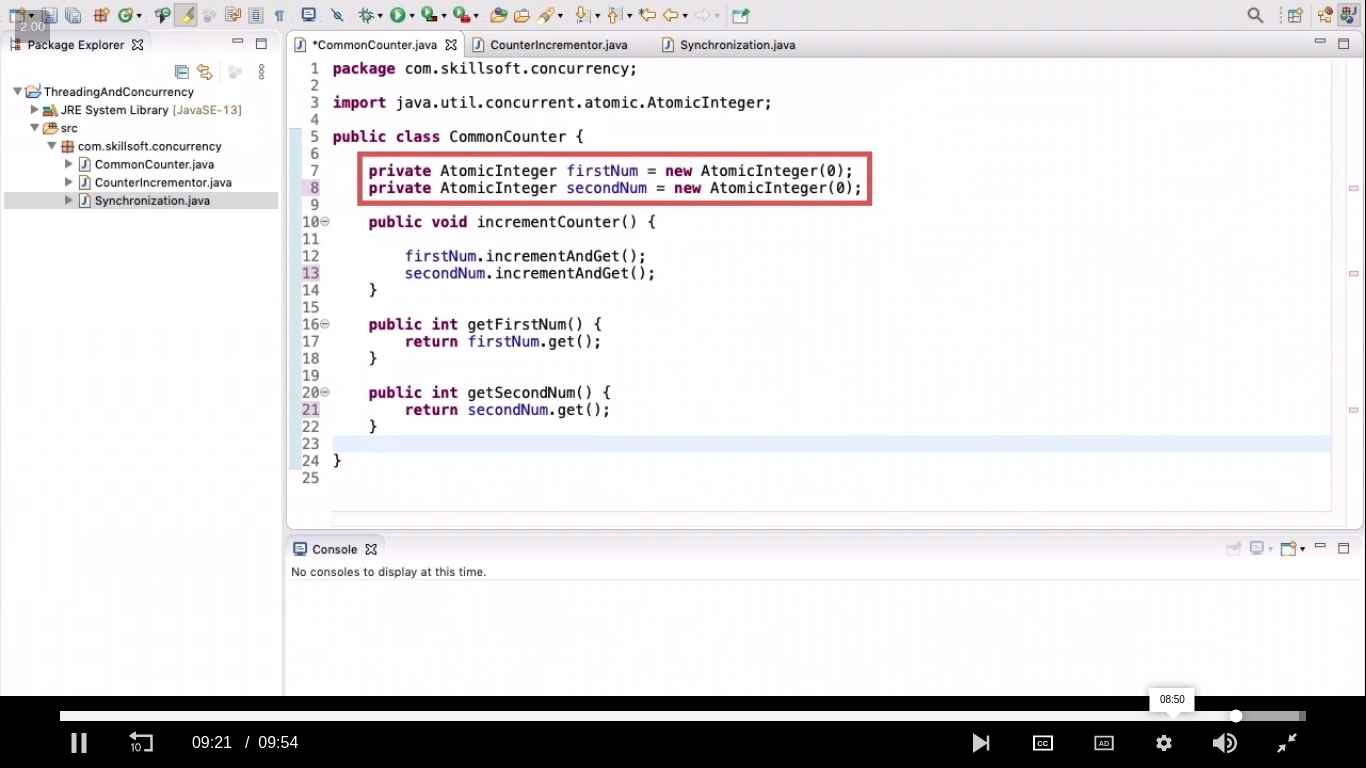 2.00
Package Explorer
ThreadingAndConcurrency
JRE System Library [JavaSE-13]
src
com.skillsoft.concurrency
CommonCounter.java
CounterIncrementor.java
Synchronization.java
*CommonCounter.java CounterIncrementor.java Synchronization.java
1 package com.skillsoft.concurrency;
2
3 import java.util.concurrent.atomic.AtomicInteger;
4
5 public class CommonCounter {
6
7 private AtomicInteger firstNum = new AtomicInteger(0);
8 private AtomicInteger secondNum = new AtomicInteger(0);
9
10 public void incrementCounter() {
11
12 firstNum.incrementAndGet();
13 secondNum.incrementAndGet();
14 }
15
16 public int getFirstNum() {
17 return firstNum.get();
18 }
19
20 public int getSecondNum() {
21 return secondNum.get();
22 }
23
24 }
25
Console
No consoles to display at this time.
08:50
10 09:21 / 09:54 CC AD